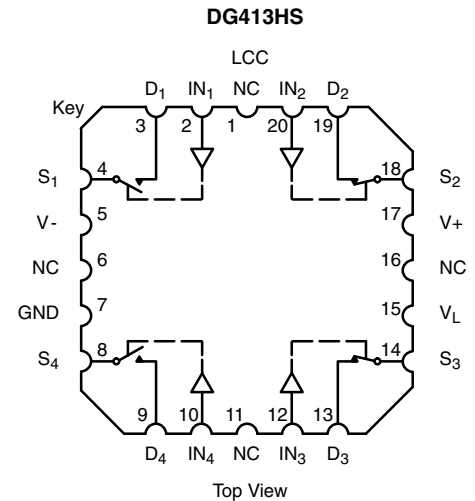 DG413HS
LCC
D1 IN1 NC IN2 D2
Key
3 2 1 20 19
S1 4 18 S2
V- 5 17 V+
NC 6 16 NC
GND 7 15 VL
S4 8 14 S3
9 10 11 12 13
D4 IN4 NC IN3 D3
Top View